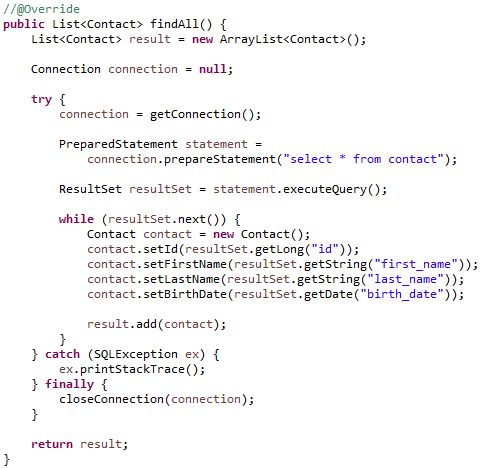 //@Override
public List<Contact> findAll() {
    List<Contact> result = new ArrayList<Contact>();

    Connection connection = null;

    try {
        connection = getConnection();

        PreparedStatement statement =
            connection.prepareStatement("select * from contact");

        ResultSet resultSet = statement.executeQuery();

        while (resultSet.next()) {
            Contact contact = new Contact();
            contact.setId(resultSet.getLong("id"));
            contact.setFirstName(resultSet.getString("first_name"));
            contact.setLastName(resultSet.getString("last_name"));
            contact.setBirthDate(resultSet.getDate("birth_date"));

            result.add(contact);
        }
    } catch (SQLException ex) {
        ex.printStackTrace();
    } finally {
        closeConnection(connection);
    }

    return result;
}